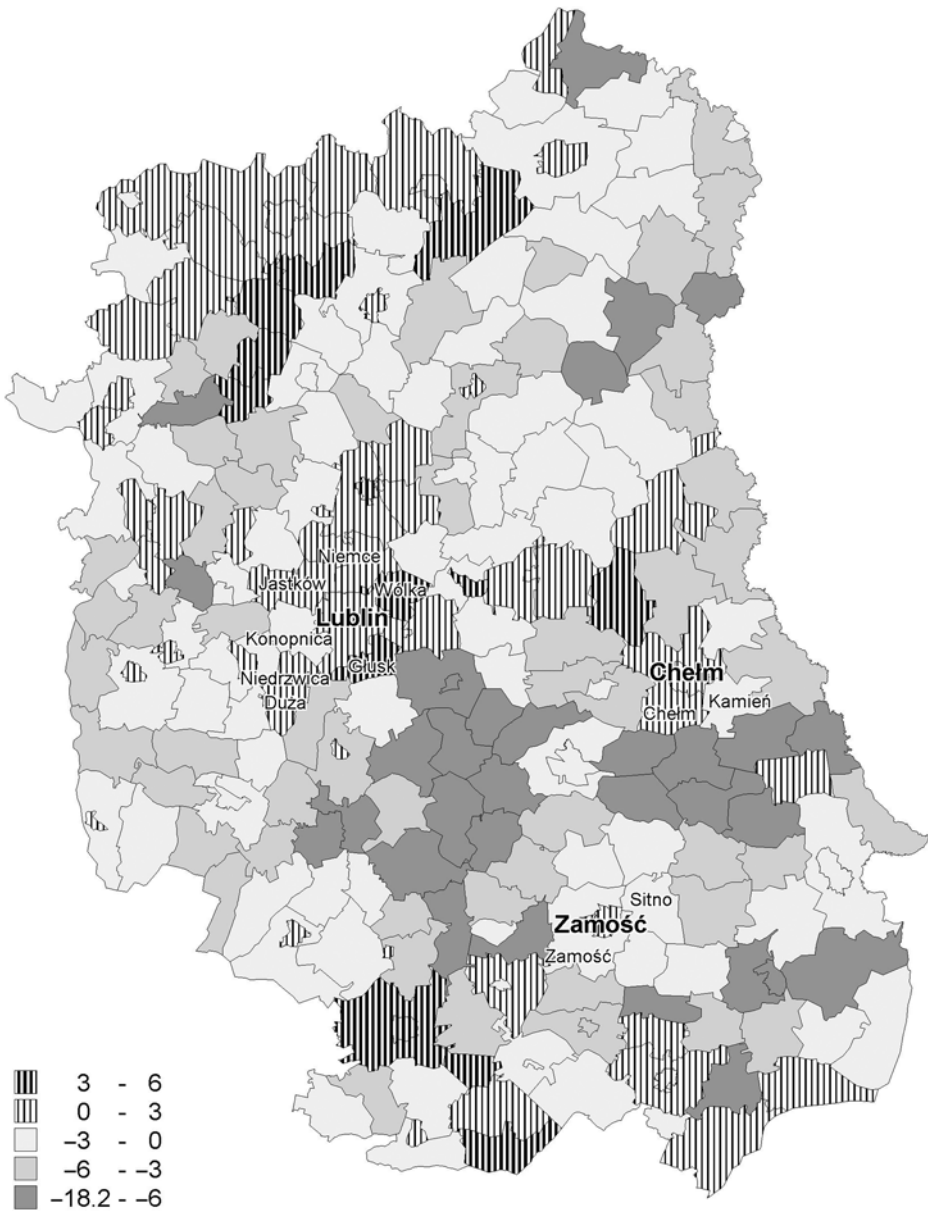 Niemce
Jastków
Wólka
Lublin
Konopnica
Głusk
Niedrzwica
Duża
Chełm
Kamień
Chełm
Sitno
Zamość
Zamość
3 - 6
0 - 3
−3 - 0
−6 - −3
−18.2 - −6